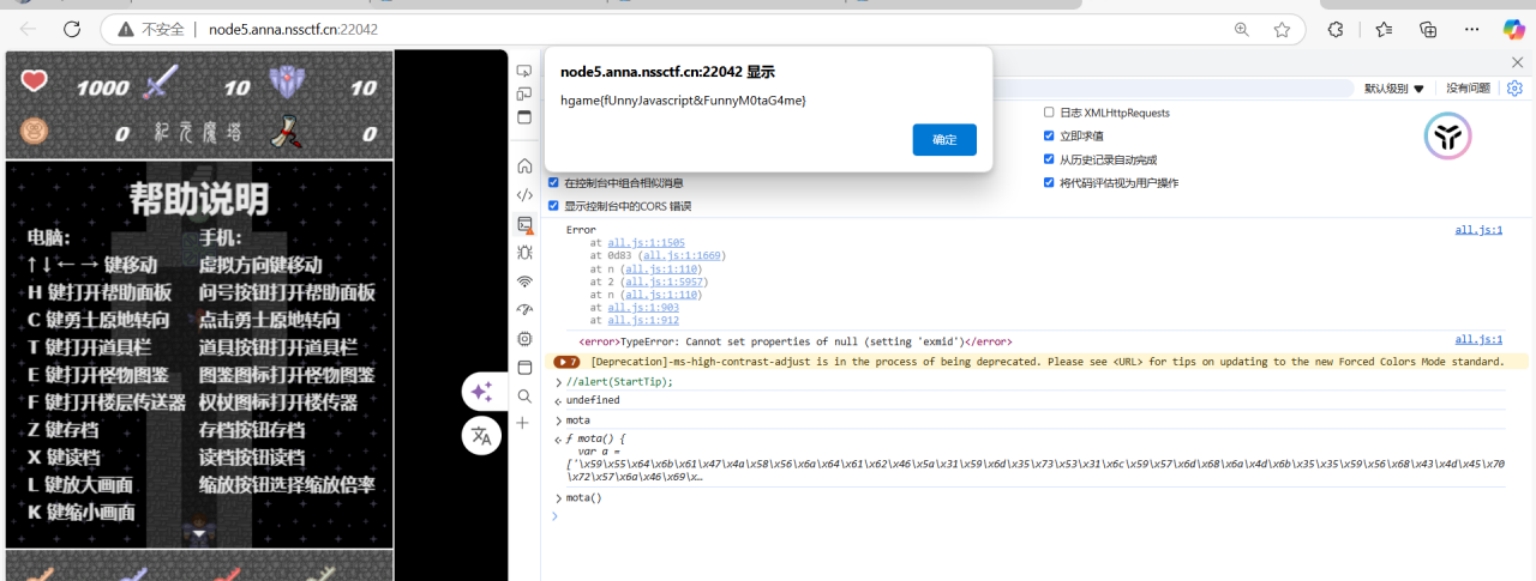 不安全 | node5.anna.nssctf.cn:22042
1000 10 10
0 紀元魔塔 0
帮助说明
电脑: 手机:
↑↓←→ 键移动 虚拟方向键移动
H 键打开帮助面板 问号按钮打开帮助面板
C 键勇士原地转向 点击勇士原地转向
T 键打开道具栏 道具按钮打开道具栏
E 键打开怪物图鉴 图鉴图标打开怪物图鉴
F 键打开楼层传送器 权杖图标打开楼传器
Z 键存档 存档按钮存档
X 键读档 读档按钮读档
L 键放大画面 缩放按钮选择缩放倍率
K 键缩小画面
node5.anna.nssctf.cn:22042 显示
hgame{fUnnyJavascript&FunnyM0taG4me}
确定
默认级别 ▼ 没有问题
日志 XMLHttpRequests
立即求值
从历史记录自动完成
在控制台中组合相似消息 将代码评估视为用户操作
显示控制台中的CORS 错误
Error all.js:1
at all.js:1:1505
at 0d83 (all.js:1:1669)
at n (all.js:1:110)
at 2 (all.js:1:5957)
at n (all.js:1:110)
at all.js:1:903
at all.js:1:912
<error>TypeError: Cannot set properties of null (setting 'exmid')</error> all.js:1
7 [Deprecation]-ms-high-contrast-adjust is in the process of being deprecated. Please see <URL> for tips on updating to the new Forced Colors Mode standard.
> //alert(StartTip);
undefined
> mota
ƒ mota() {
var a =
['\x59\x55\x64\x6b\x61\x47\x4a\x58\x56\x6a\x64\x61\x62\x46\x5a\x31\x59\x6d\x35\x73\x53\x31\x6c\x59\x57\x6d\x68\x6a\x4d\x6b\x35\x35\x59\x56\x68\x43\x4d\x45\x70
\x72\x57\x6a\x46\x69\x…
> mota()